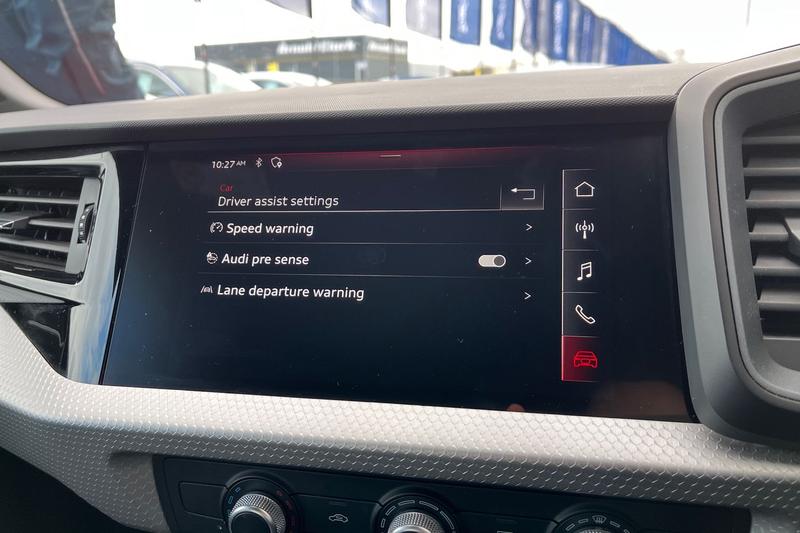 10:27 AM
Car
Driver assist settings
Speed warning
Audi pre sense
Lane departure warning